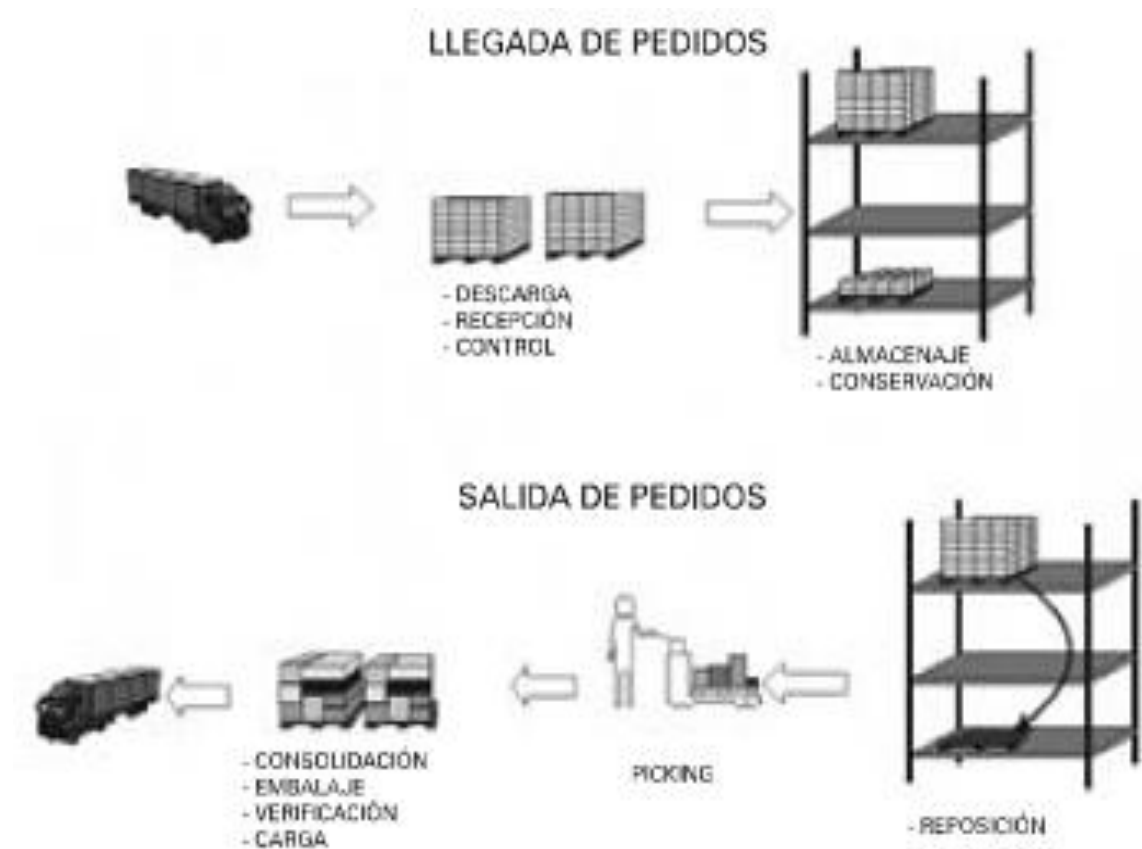 LLEGADA DE PEDIDOS
- DESCARGA
- RECEPCIÓN
- CONTROL
- ALMACENAJE
- CONSERVACIÓN
SALIDA DE PEDIDOS
- CONSOLIDACIÓN
- EMBALAJE
- VERIFICACIÓN
- CARGA
PICKING
- REPOSICIÓN